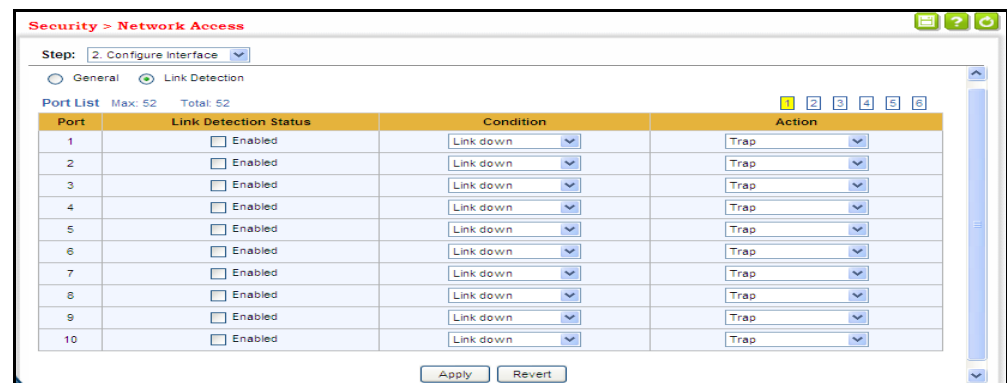 Security > Network Access
?
Step: 2. Configure Interface
General Link Detection
Port List Max: 52 Total: 52 1 2 3 4 5 6
Port Link Detection Status Condition Action
1 Enabled Link down Trap
2 Enabled Link down Trap
3 Enabled Link down Trap
4 Enabled Link down Trap
5 Enabled Link down Trap
6 Enabled Link down Trap
7 Enabled Link down Trap
8 Enabled Link down Trap
9 Enabled Link down Trap
10 Enabled Link down Trap
Apply Revert